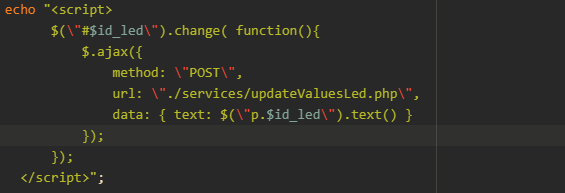 echo "<script>
$(\"#$id_led\").change( function(){
$.ajax({
method: \"POST\",
url: \"./services/updateValuesLed.php\",
data: { text: $(\"p.$id_led\").text() }
});
});
</script>";